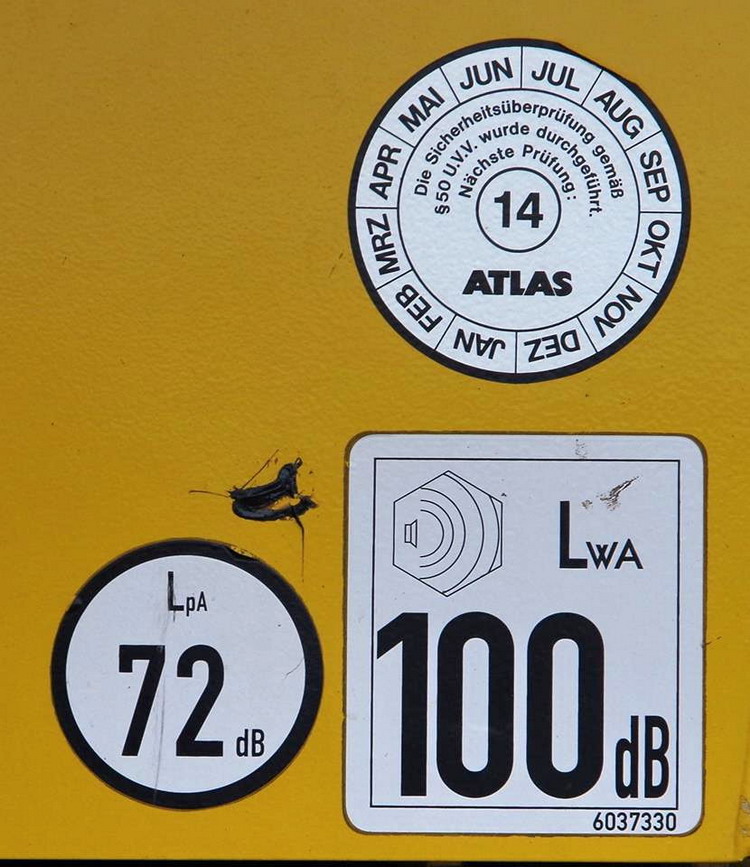 JAN FEB MRZ APR MAI JUN JUL AUG SEP OKT NOV DEZ
Die Sicherheitsüberprüfung gemäß
§50 U.V.V. wurde durchgeführt.
Nächste Prüfung:
14
ATLAS
LWA
100 dB
6037330
LpA
72 dB